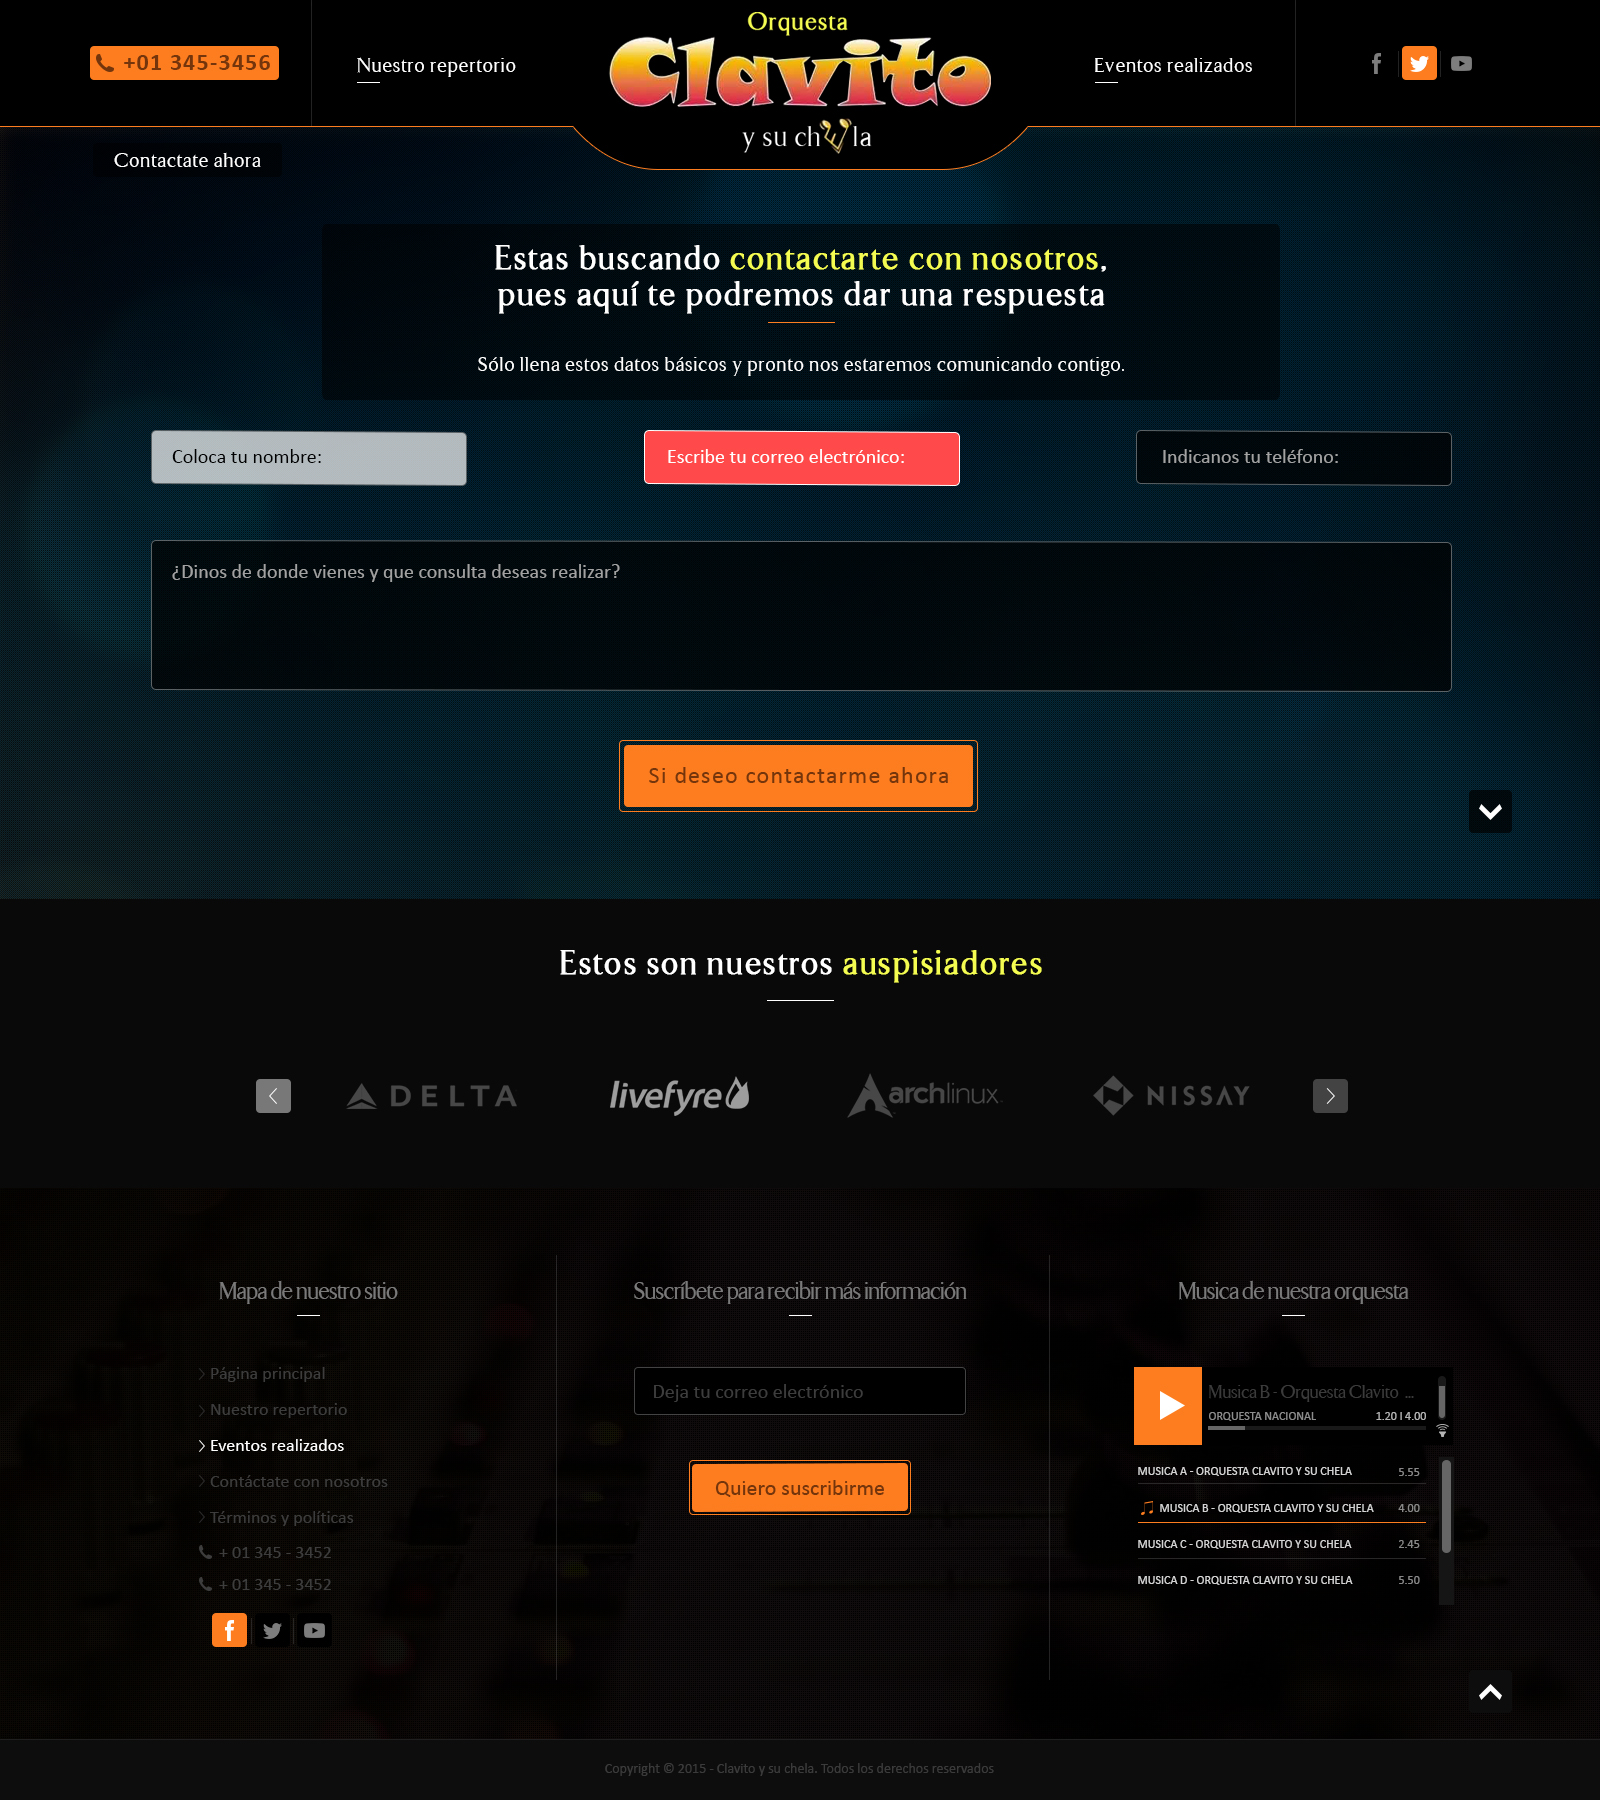 +01 345-3456
Nuestro repertorio
Orquesta
Clavito
y su chela
Eventos realizados
Contactate ahora
Estas buscando contactarte con nosotros,
pues aquí te podremos dar una respuesta
Sólo llena estos datos básicos y pronto nos estaremos comunicando contigo.
Coloca tu nombre:
Escribe tu correo electrónico:
Indicanos tu teléfono:
¿Dinos de donde vienes y que consulta deseas realizar?
Si deseo contactarme ahora
Estos son nuestros auspisiadores
DELTA
livefyre
archlinux
NISSAY
Mapa de nuestro sitio
Página principal
Nuestro repertorio
Eventos realizados
Contáctate con nosotros
Términos y políticas
+ 01 345 - 3452
+ 01 345 - 3452
Suscríbete para recibir más información
Deja tu correo electrónico
Quiero suscribirme
Musica de nuestra orquesta
Musica B - Orquesta Clavito ...
ORQUESTA NACIONAL 1.20 I 4.00
MUSICA A - ORQUESTA CLAVITO Y SU CHELA 5.55
MUSICA B - ORQUESTA CLAVITO Y SU CHELA 4.00
MUSICA C - ORQUESTA CLAVITO Y SU CHELA 2.45
MUSICA D - ORQUESTA CLAVITO Y SU CHELA 5.50
Copyright © 2015 - Clavito y su chela. Todos los derechos reservados